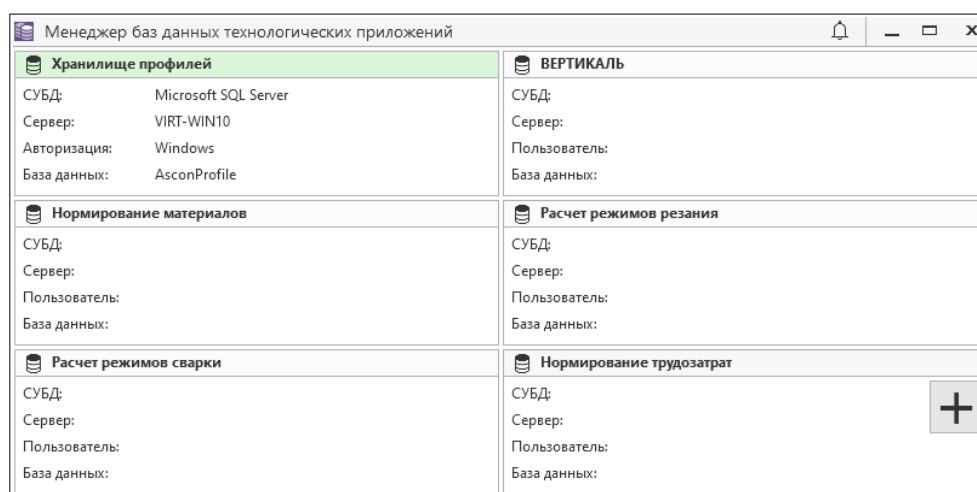 Менеджер баз данных технологических приложений
Хранилище профилей
СУБД: Microsoft SQL Server
Сервер: VIRT-WIN10
Авторизация: Windows
База данных: AsconProfile
ВЕРТИКАЛЬ
СУБД:
Сервер:
Пользователь:
База данных:
Нормирование материалов
СУБД:
Сервер:
Пользователь:
База данных:
Расчет режимов резания
СУБД:
Сервер:
Пользователь:
База данных:
Расчет режимов сварки
СУБД:
Сервер:
Пользователь:
База данных:
Нормирование трудозатрат
СУБД:
Сервер:
Пользователь:
База данных: